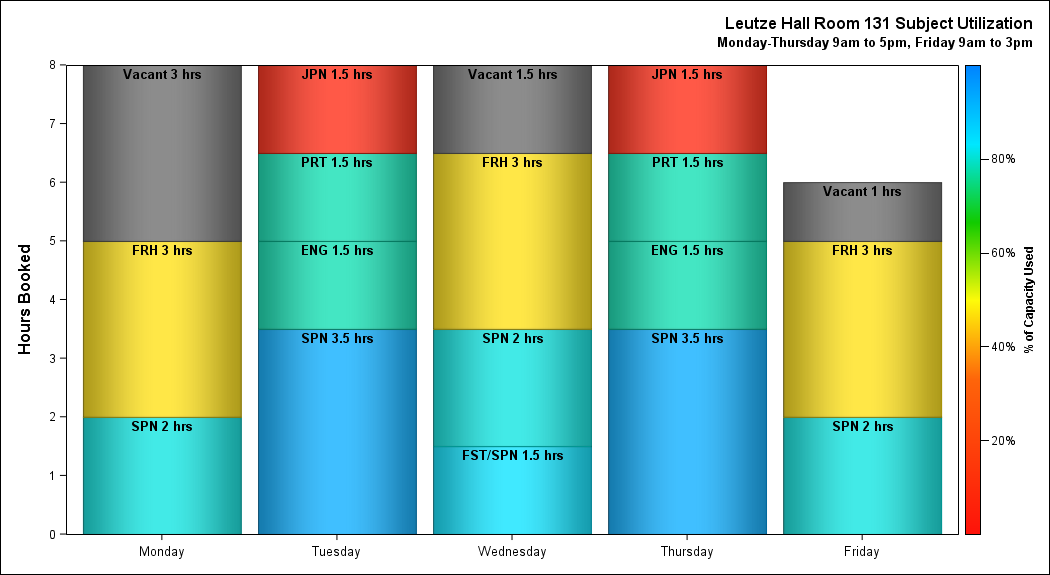 Leutze Hall Room 131 Subject Utilization
Monday-Thursday 9am to 5pm, Friday 9am to 3pm
Hours Booked
8
7
6
5
4
3
2
1
0
Vacant 3 hrs
FRH 3 hrs
SPN 2 hrs
JPN 1.5 hrs
PRT 1.5 hrs
ENG 1.5 hrs
SPN 3.5 hrs
Vacant 1.5 hrs
FRH 3 hrs
SPN 2 hrs
FST/SPN 1.5 hrs
JPN 1.5 hrs
PRT 1.5 hrs
ENG 1.5 hrs
SPN 3.5 hrs
Vacant 1 hrs
FRH 3 hrs
SPN 2 hrs
Monday
Tuesday
Wednesday
Thursday
Friday
80%
60%
40%
20%
% of Capacity Used